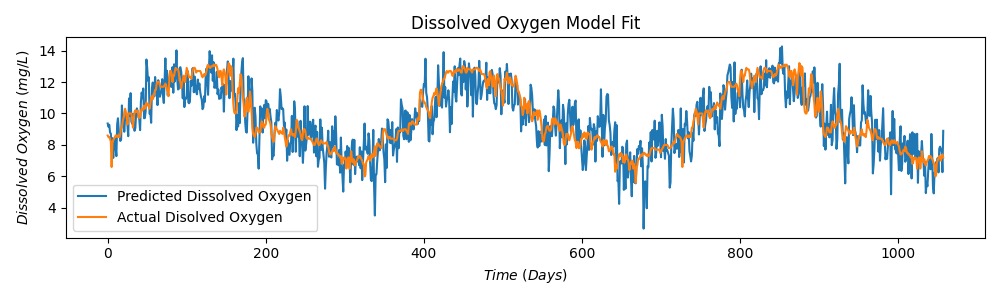 Dissolved Oxygen Model Fit
Dissolved Oxygen (mg/L)
14
12
10
8
6
4
Predicted Dissolved Oxygen
Actual Disolved Oxygen
0 200 400 600 800 1000
Time (Days)